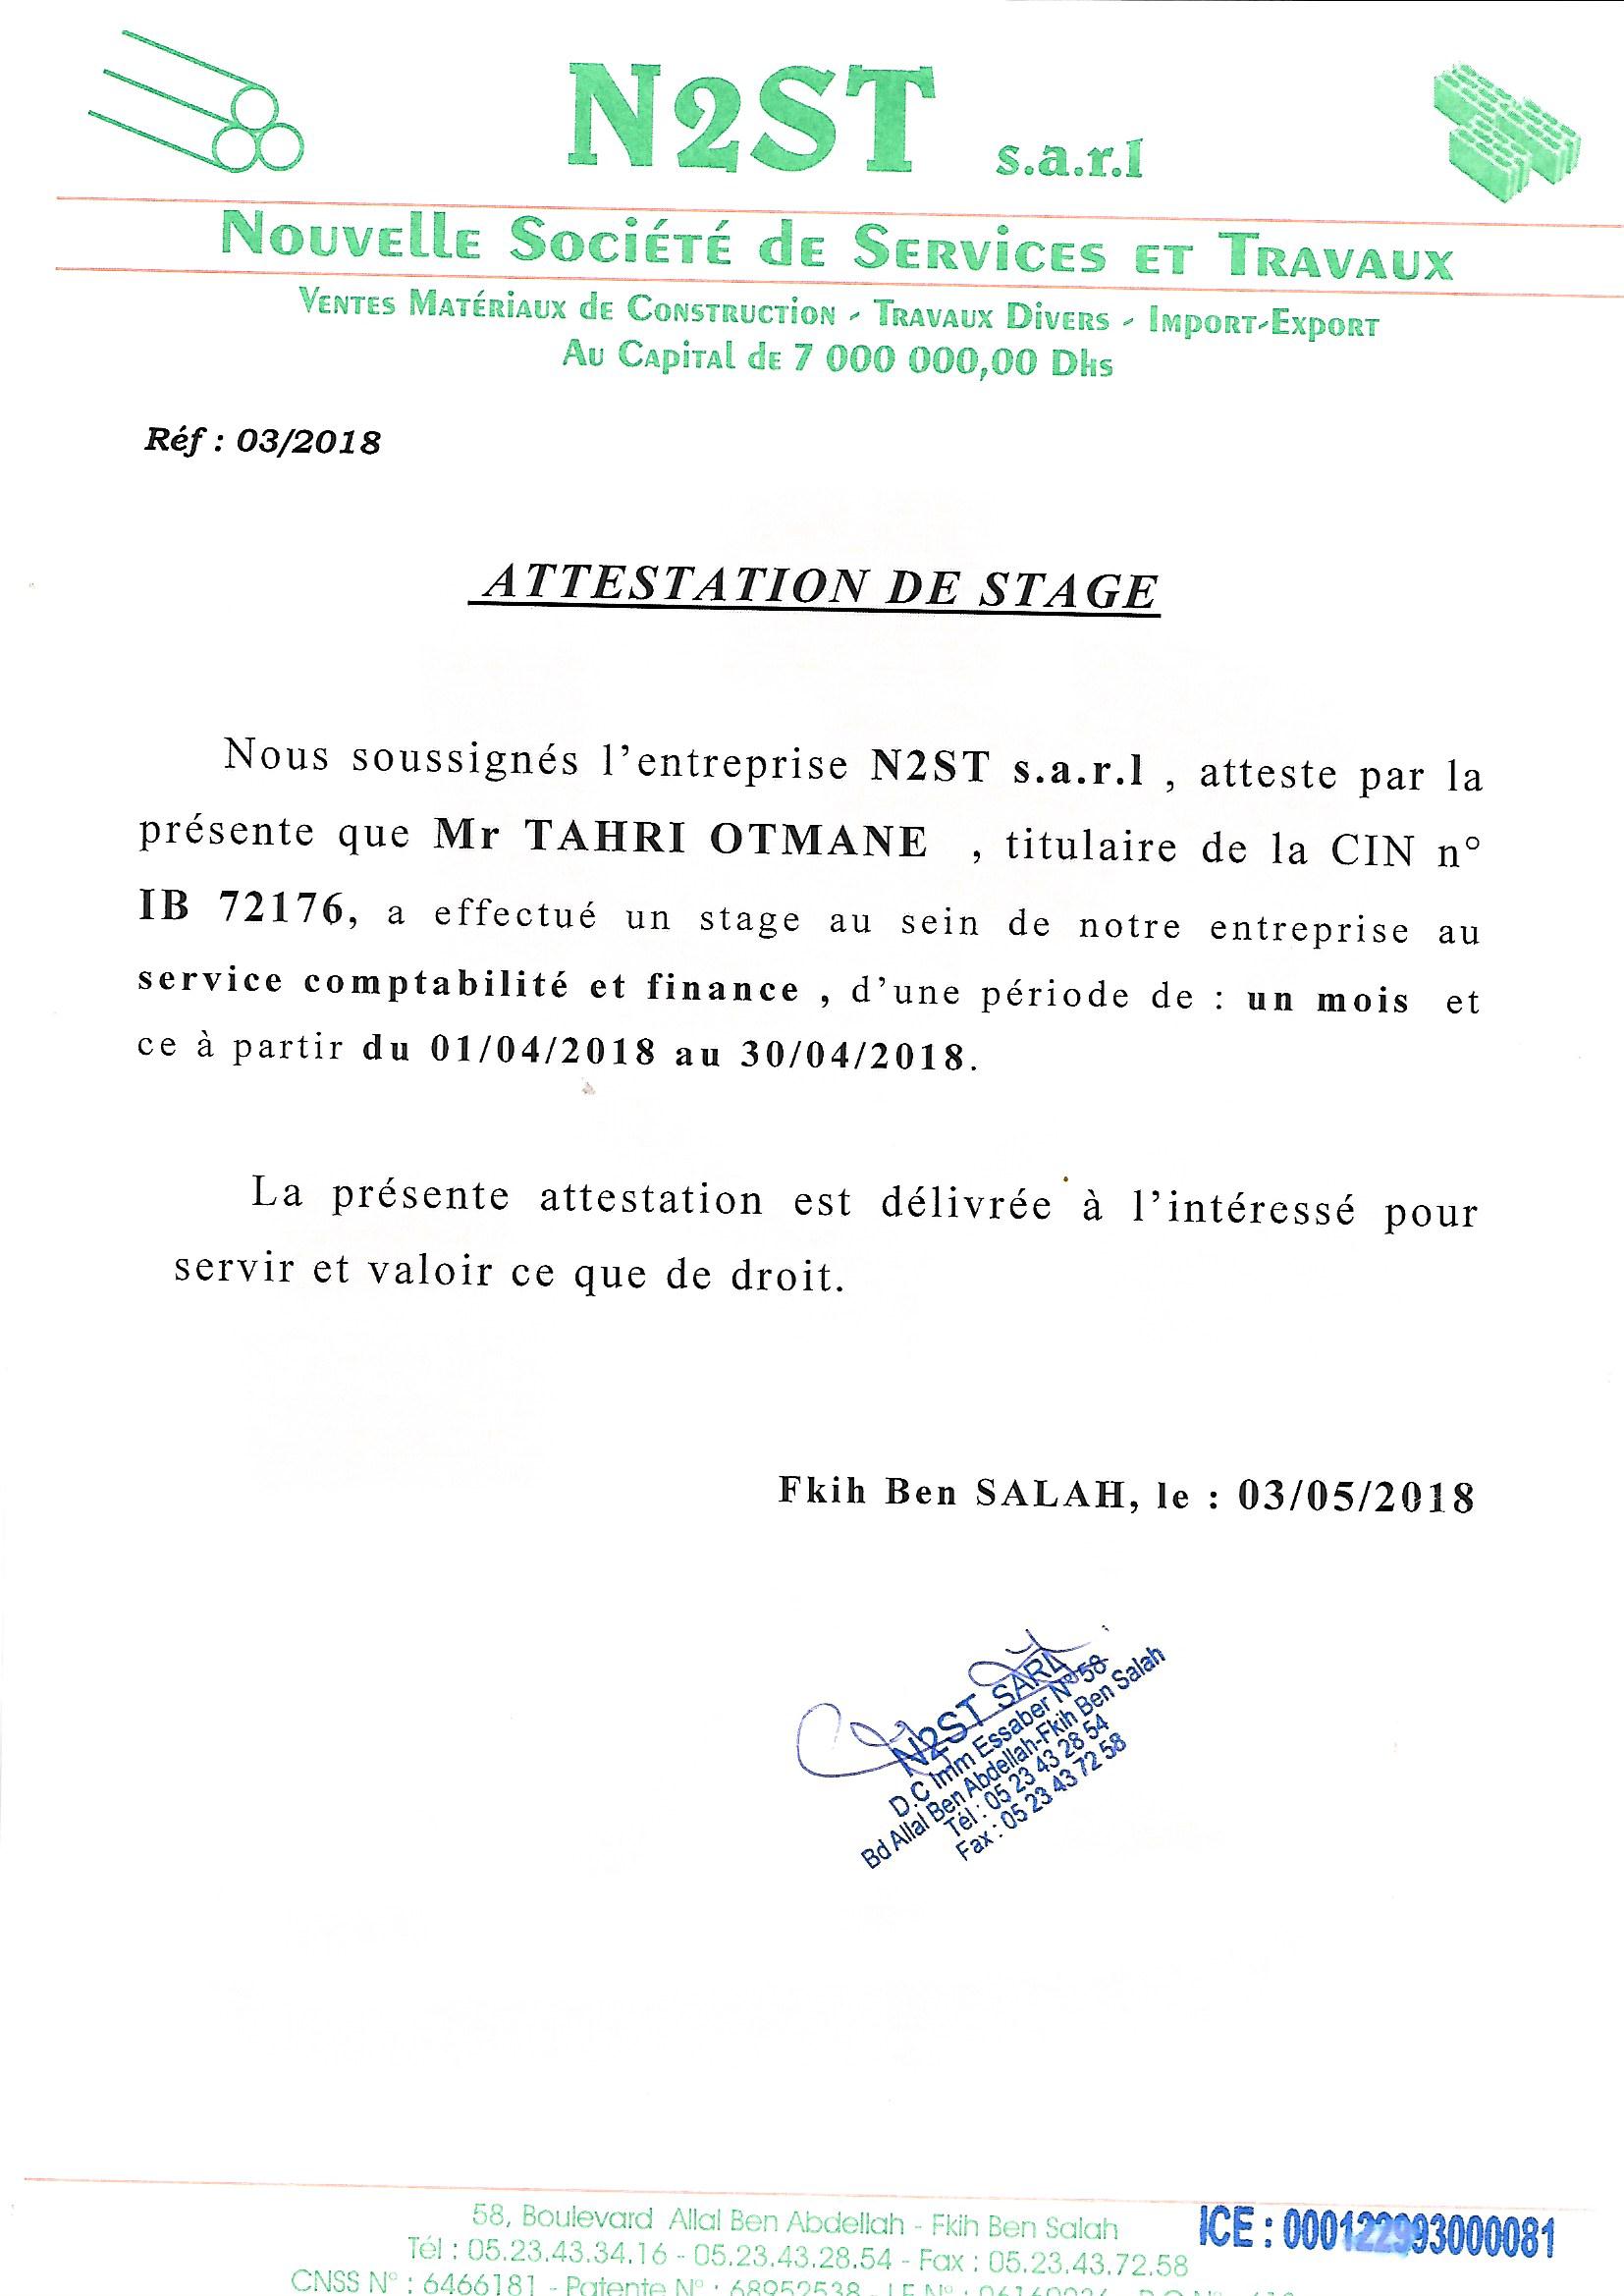 N2ST s.a.r.l
Nouvelle Société de Services et Travaux
Ventes Matériaux de Construction - Travaux Divers - Import-Export
Au Capital de 7 000 000,00 Dhs
Réf : 03/2018
ATTESTATION DE STAGE
Nous soussignés l’entreprise N2ST s.a.r.l , atteste par la
présente que Mr TAHRI OTMANE , titulaire de la CIN n°
IB 72176, a effectué un stage au sein de notre entreprise au
service comptabilité et finance , d’une période de : un mois et
ce à partir du 01/04/2018 au 30/04/2018.
La présente attestation est délivrée à l’intéressé pour
servir et valoir ce que de droit.
Fkih Ben SALAH, le : 03/05/2018
N2ST SARL
D.C Imm Essaber N° 58
Bd Allal Ben Abdellah-Fkih Ben Salah
Tél : 05 23 43 28 54
Fax : 05 23 43 72 58
58, Boulevard Allal Ben Abdellah - Fkih Ben Salah
ICE : 000122993000081
Tél : 05.23.43.34.16 - 05.23.43.28.54 - Fax : 05.23.43.72.58
CNSS N° : 6466181 - Patente N° : 68952538 -